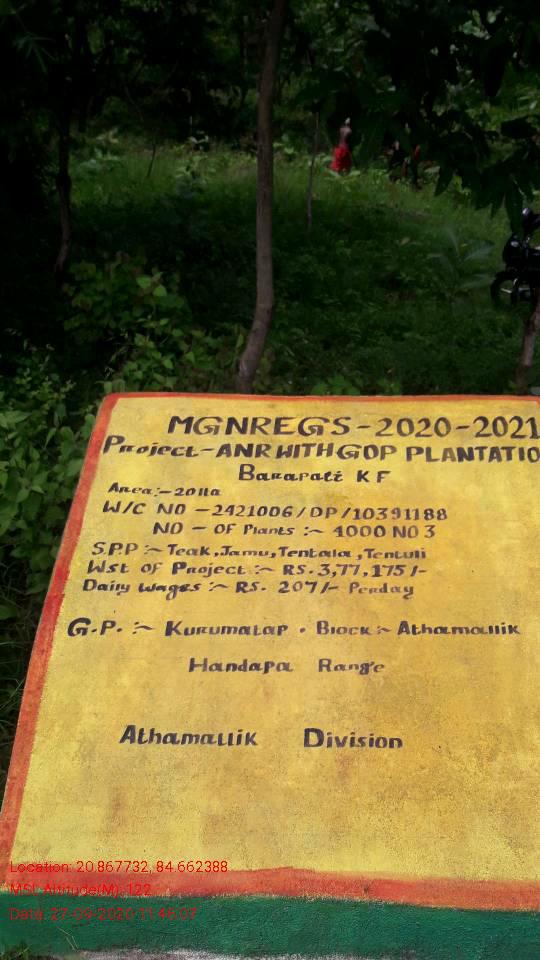 MGNREGS-2020-2021
Project-ANR WITH GOP PLANTATIO
Barapati KF
Area:-20Ha
W/C NO -2421006/DP/10391188
NO - OF Plants :~ 4000 NO3
S.P.P :~ Teak,Jamu,Tentala,Tentuli
Wst OF Project :~ RS.3,77,175/-
Daily Wages :~ RS. 207/- Perday
G.P. :~ Kurumatap . Block:~ Athamallik
Handapa Range
Athamallik Division
Location: 20.867732, 84.662388
MSL Altitude(M): 122
Date: 27-09-2020 11:46:07